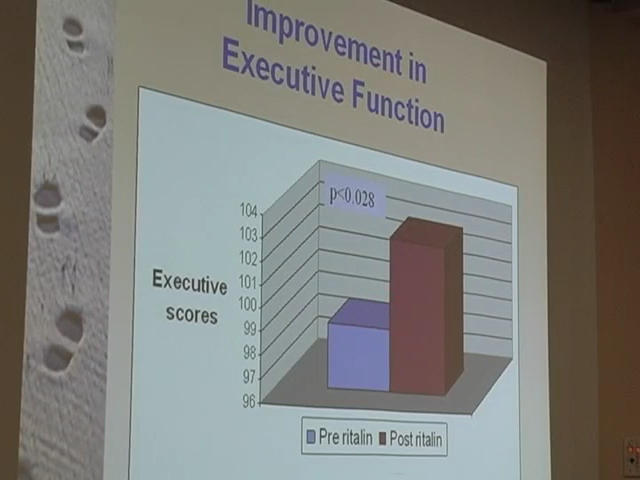 Improvement in
Executive Function
p<0.028
104
103
102
101
100
99
98
97
96
Executive
scores
Pre ritalin
Post ritalin